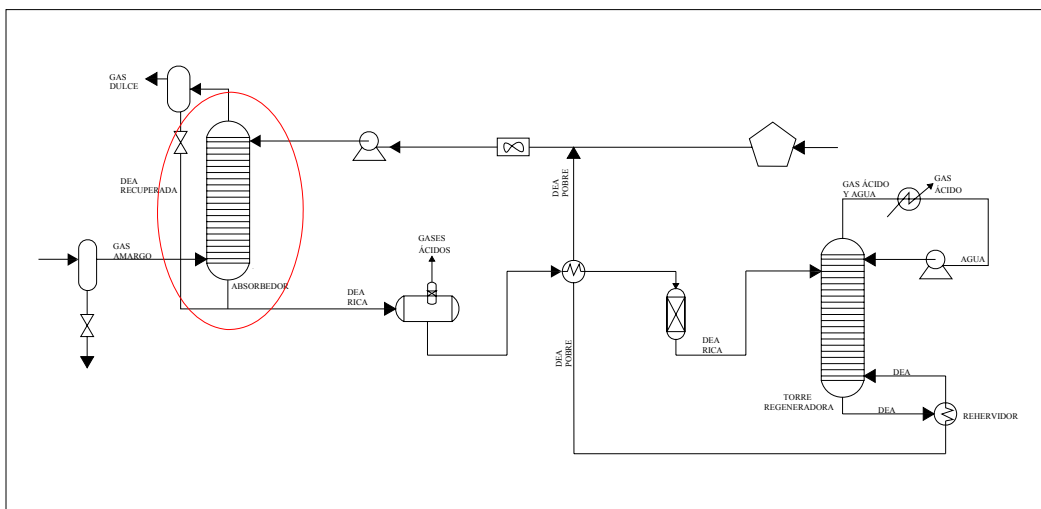 GAS
DULCE
DEA
RECUPERADA
GAS
AMARGO
ABSORBEDOR
DEA
RICA
GASES
ÁCIDOS
DEA
POBRE
DEA
POBRE
DEA
RICA
GAS ÁCIDO
Y AGUA
GAS
ÁCIDO
AGUA
DEA
DEA
TORRE
REGENERADORA
REHERVIDOR